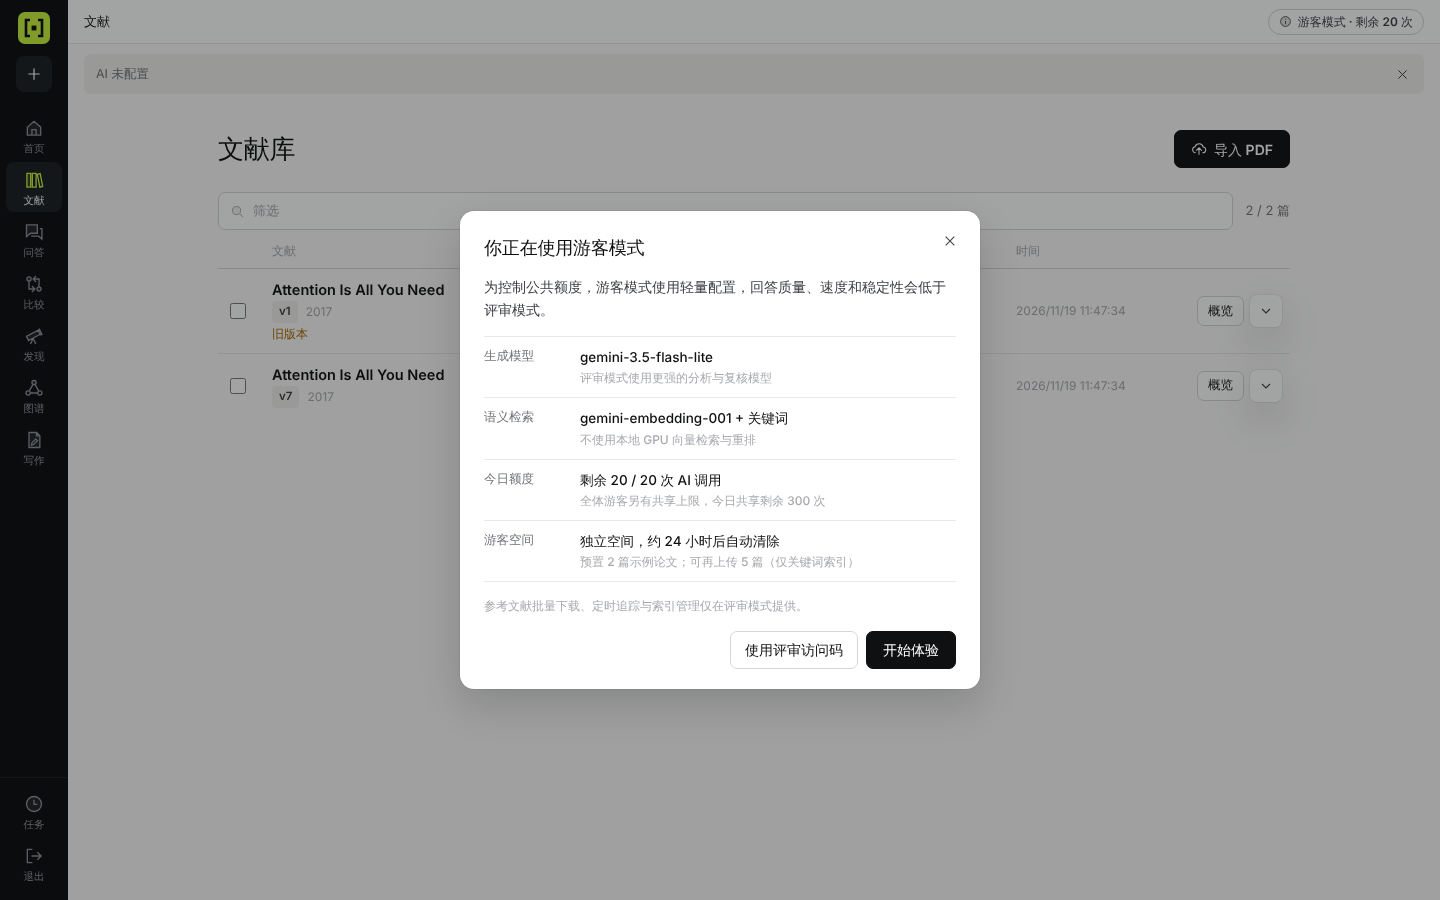 文献
游客模式 · 剩余 20 次
AI 未配置
首页
文献
问答
比较
发现
图谱
写作
任务
退出
文献库
导入 PDF
筛选
2 / 2 篇
文献
时间
Attention Is All You Need
v1 2017
旧版本
2026/11/19 11:47:34
概览
Attention Is All You Need
v7 2017
2026/11/19 11:47:34
概览
你正在使用游客模式
为控制公共额度，游客模式使用轻量配置，回答质量、速度和稳定性会低于
评审模式。
生成模型
gemini-3.5-flash-lite
评审模式使用更强的分析与复核模型
语义检索
gemini-embedding-001 + 关键词
不使用本地 GPU 向量检索与重排
今日额度
剩余 20 / 20 次 AI 调用
全体游客另有共享上限，今日共享剩余 300 次
游客空间
独立空间，约 24 小时后自动清除
预置 2 篇示例论文；可再上传 5 篇（仅关键词索引）
参考文献批量下载、定时追踪与索引管理仅在评审模式提供。
使用评审访问码
开始体验